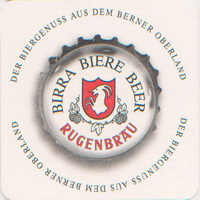 DER BIERGENUSS AUS DEM BERNER OBERLAND
BIRRA BIERE BEER
RUGENBRÄU
DER BIERGENUSS AUS DEM BERNER OBERLAND